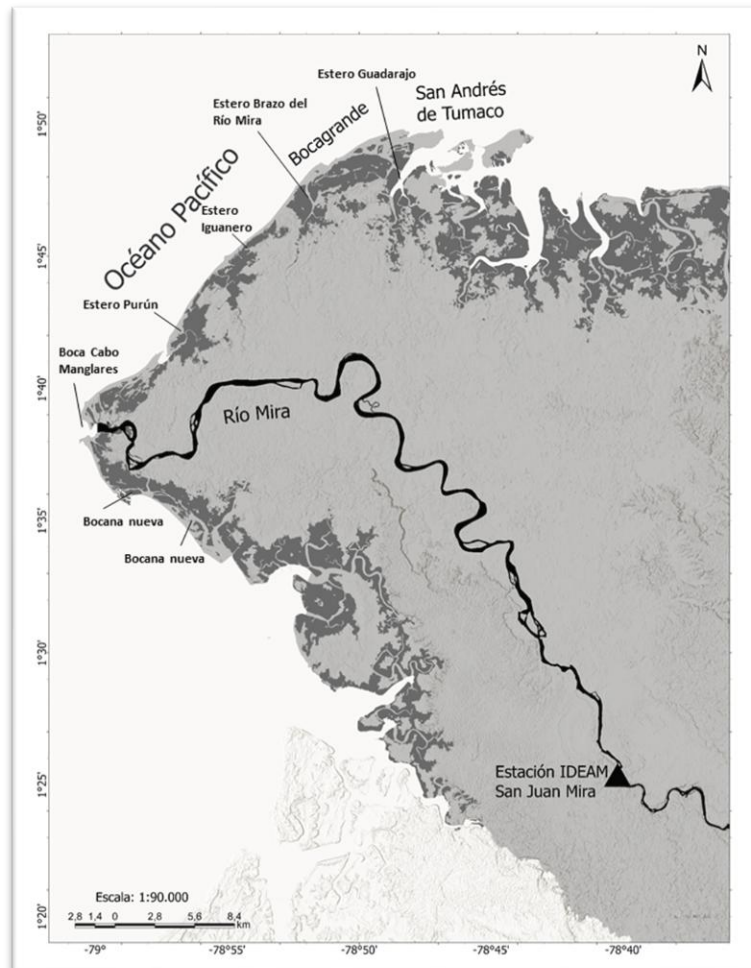 N
Estero Guadarajo
San Andrés
de Tumaco
Estero Brazo del
Río Mira
Bocagrande
Océano Pacífico
Estero
Iguanero
Estero Purún
Boca Cabo
Manglares
Río Mira
Bocana nueva
Bocana nueva
Estación IDEAM
San Juan Mira
Escala: 1:90.000
2,8 1,4 0 2,8 5,6 8,4
km
1°50'
1°45'
1°40'
1°35'
1°30'
1°25'
1°20'
-79° -78°55' -78°50' -78°45' -78°40'